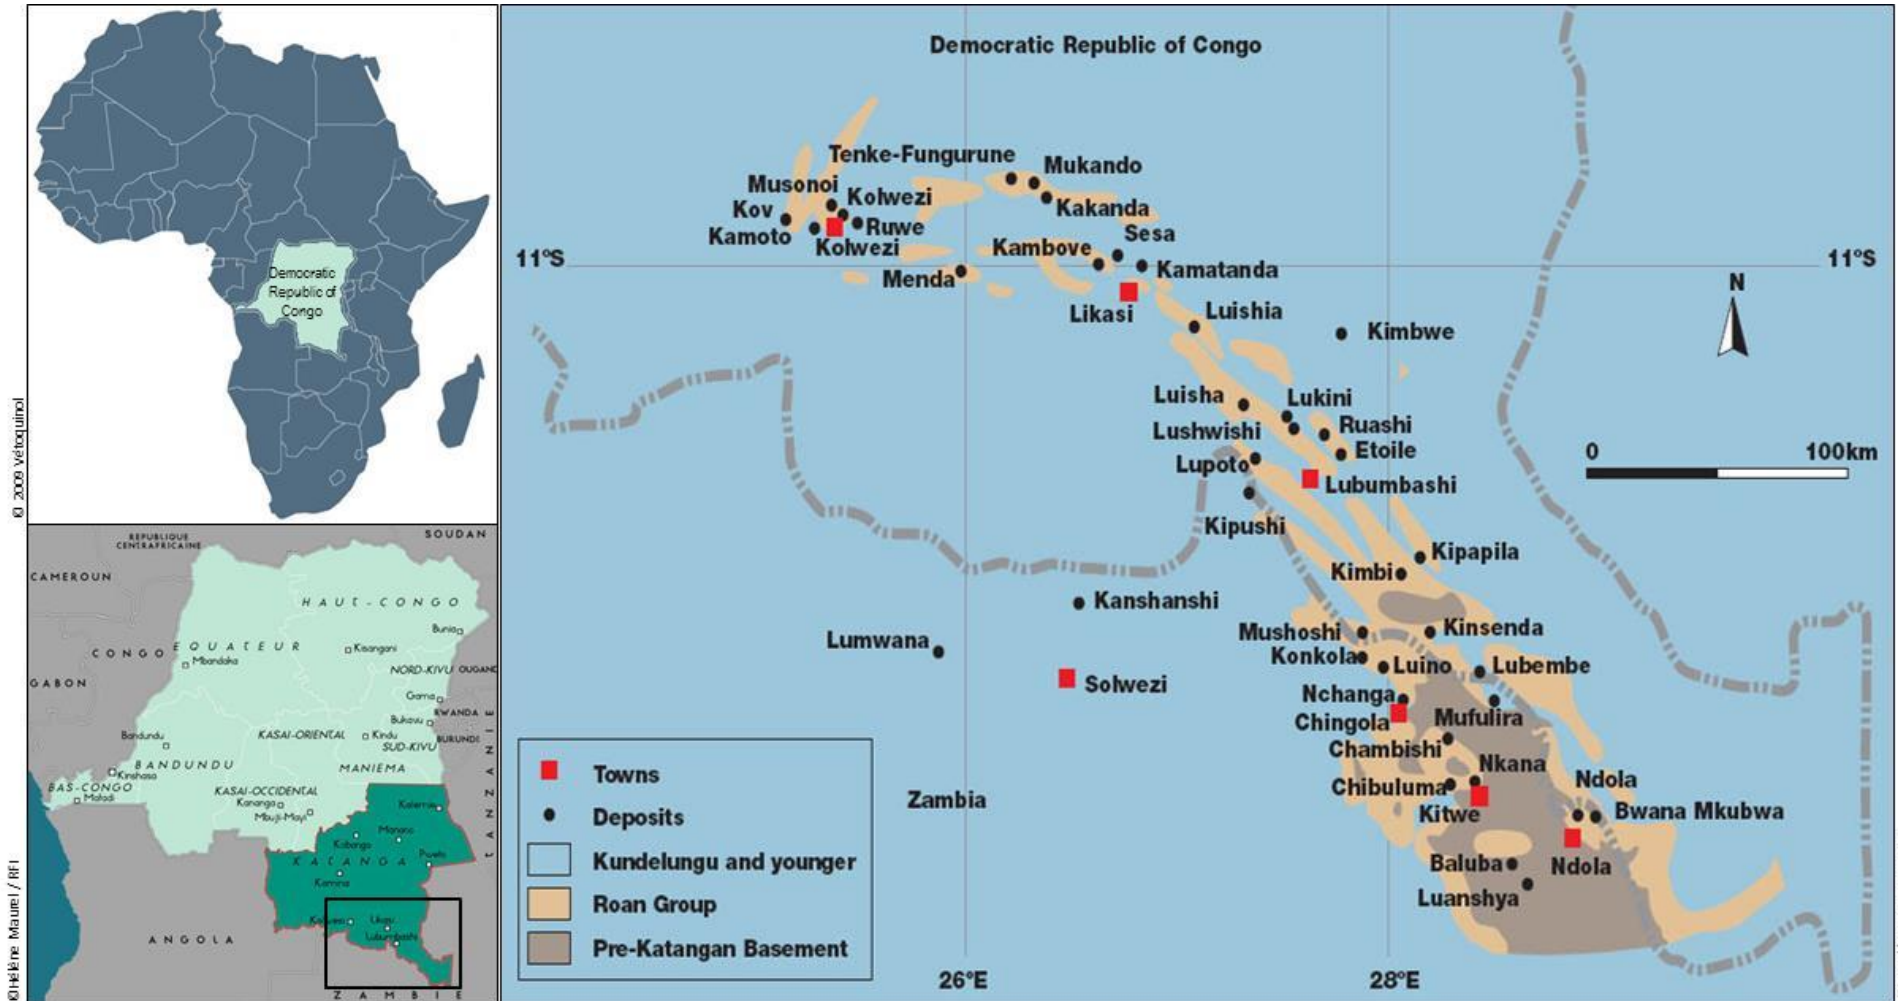 Democratic
Republic of
Congo
© 2009 Vétoquinol
REPUBLIQUE
CENTRAFRICAINE
SOUDAN
CAMEROUN
HAUT-CONGO
Bunia
CONGO
EQUATEUR
Mbandaka
Kisangani
NORD-KIVU
OUGAND
GABON
Goma
RWANDA
Bukavu
Bandundu
KASAI-ORIENTAL
Kindu
SUD-KIVU
BURUNDI
BANDUNDU
MANIEMA
Kinshasa
BAS-CONGO
Matadi
KASAI-OCCIDENTAL
Kananga
Mbuji-Mayi
TANZANIE
Kalemie
Manono
Kabongo
Pweto
KATANGA
Kamina
Kolwezi
Likasi
Lubumbashi
ANGOLA
ZAMBIE
©Hélène Maurel / RFI
Democratic Republic of Congo
Tenke-Fungurune
Mukando
Musonoi
Kolwezi
Kov
Kakanda
Kamoto
Ruwe
Kolwezi
Kambove
Sesa
11°S
11°S
Menda
Kamatanda
N
Likasi
Luishia
Kimbwe
Luisha
Lukini
Lushwishi
Ruashi
Etoile
0
100km
Lupoto
Lubumbashi
Kipushi
Kipapila
Kimbi
Kanshanshi
Lumwana
Mushoshi
Kinsenda
Konkola
Luino
Lubembe
Solwezi
Nchanga
Chingola
Mufulira
Chambishi
Nkana
Chibuluma
Ndola
Zambia
Kitwe
Bwana Mkubwa
Baluba
Ndola
Luanshya
Towns
Deposits
Kundelungu and younger
Roan Group
Pre-Katangan Basement
26°E
28°E